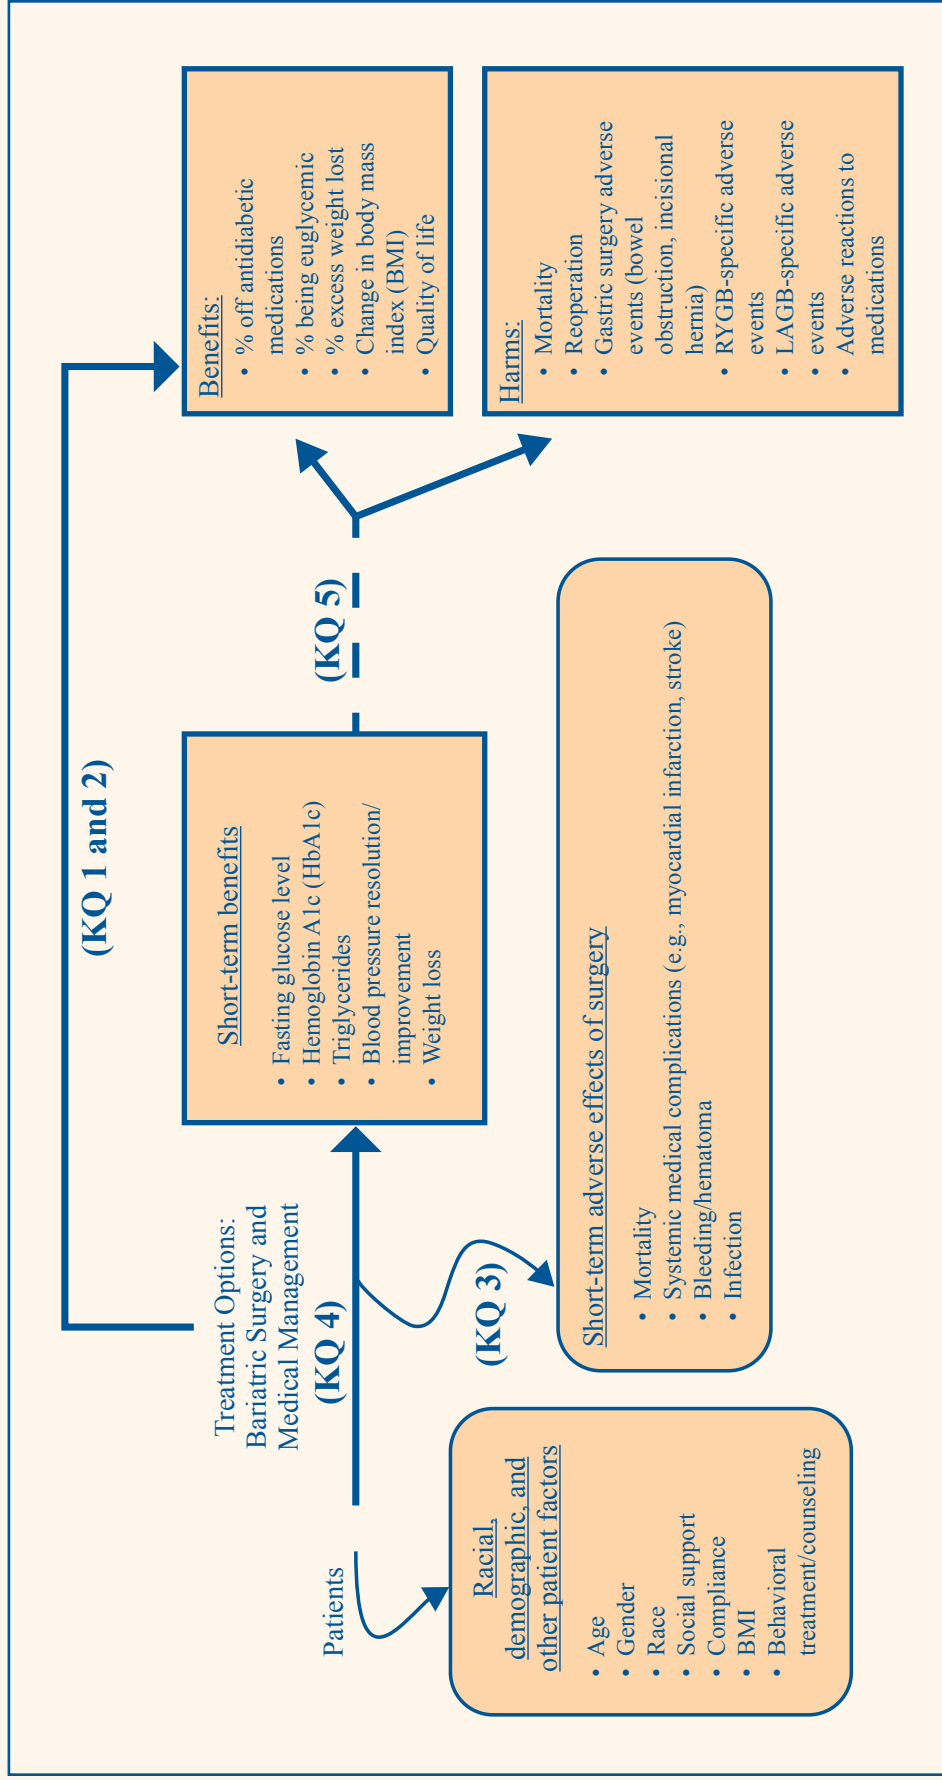 Patients
Racial,
demographic, and
other patient factors
• Age
• Gender
• Race
• Social support
• Compliance
• BMI
• Behavioral
treatment/counseling
Treatment Options:
Bariatric Surgery and
Medical Management
(KQ 4)
(KQ 3)
(KQ 1 and 2)
Short-term benefits
• Fasting glucose level
• Hemoglobin A1c (HbA1c)
• Triglycerides
• Blood pressure resolution/
improvement
• Weight loss
Short-term adverse effects of surgery
• Mortality
• Systemic medical complications (e.g., myocardial infarction, stroke)
• Bleeding/hematoma
• Infection
(KQ 5)
Benefits:
• % off antidiabetic
medications
• % being euglycemic
• % excess weight lost
• Change in body mass
index (BMI)
• Quality of life
Harms:
• Mortality
• Reoperation
• Gastric surgery adverse
events (bowel
obstruction, incisional
hernia)
• RYGB-specific adverse
events
• LAGB-specific adverse
• events
• Adverse reactions to
medications